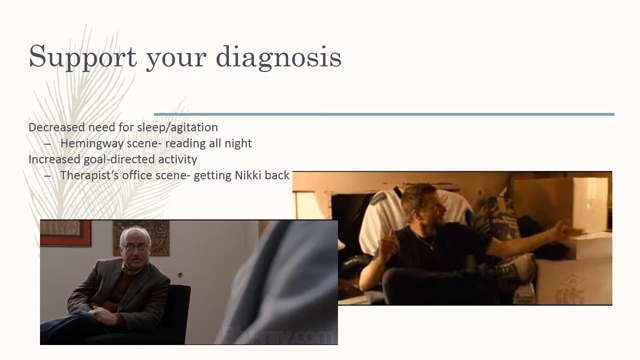 Support your diagnosis
Decreased need for sleep/agitation
– Hemingway scene- reading all night
Increased goal-directed activity
– Therapist's office scene- getting Nikki back